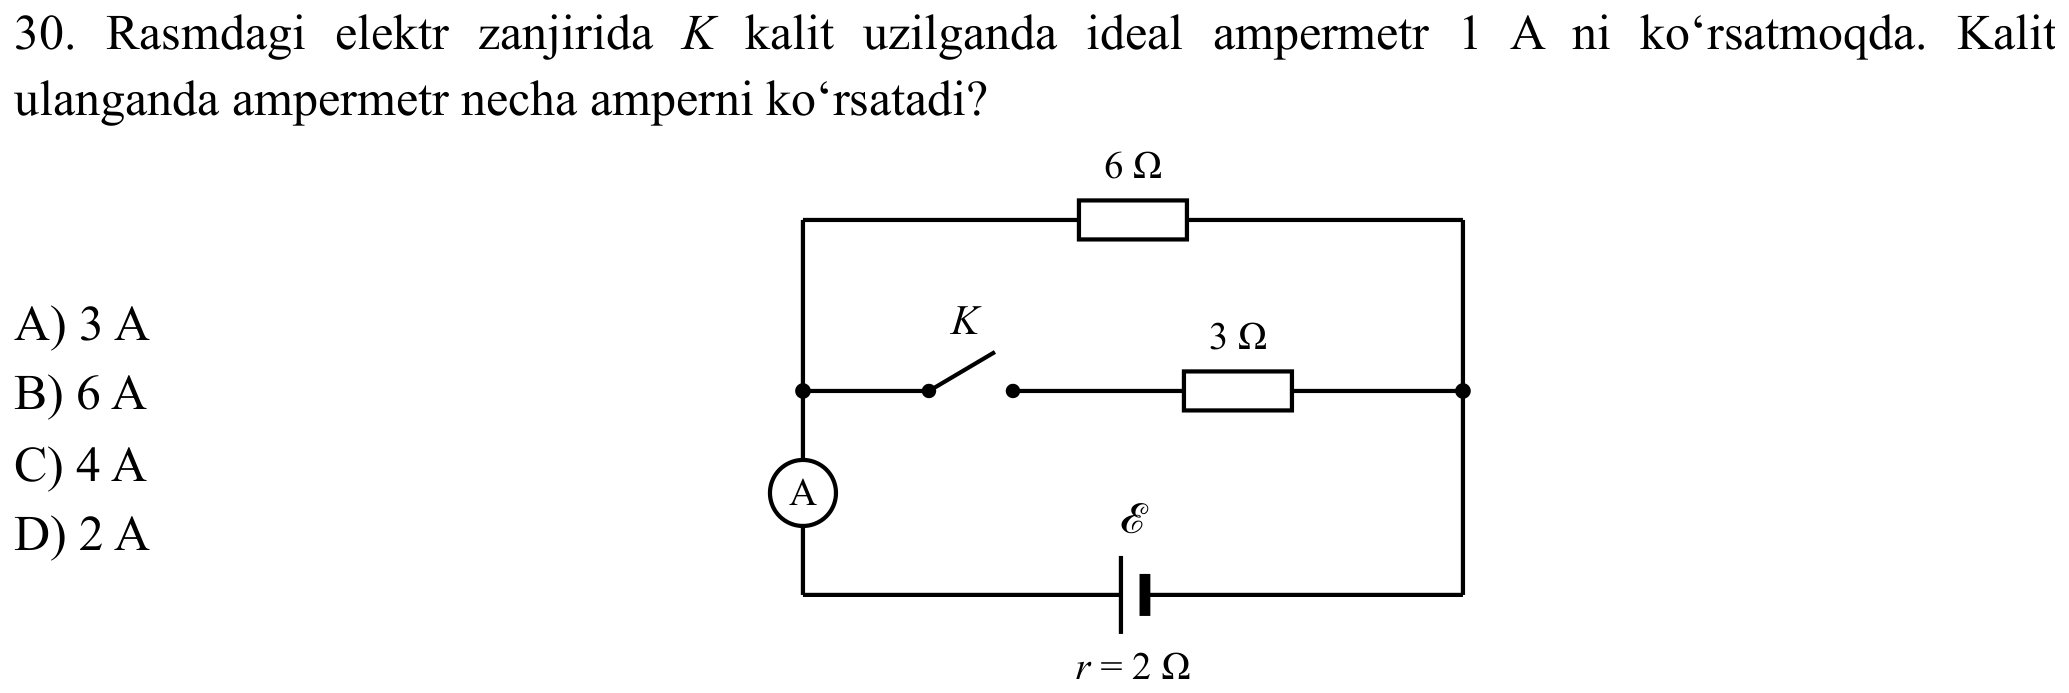 30. Rasmdagi elektr zanjirida K kalit uzilganda ideal ampermetr 1 A ni ko‘rsatmoqda. Kalit
ulanganda ampermetr necha amperni ko‘rsatadi?
6 Ω
A) 3 A
K
3 Ω
B) 6 A
C) 4 A
A
ℰ
D) 2 A
r = 2 Ω